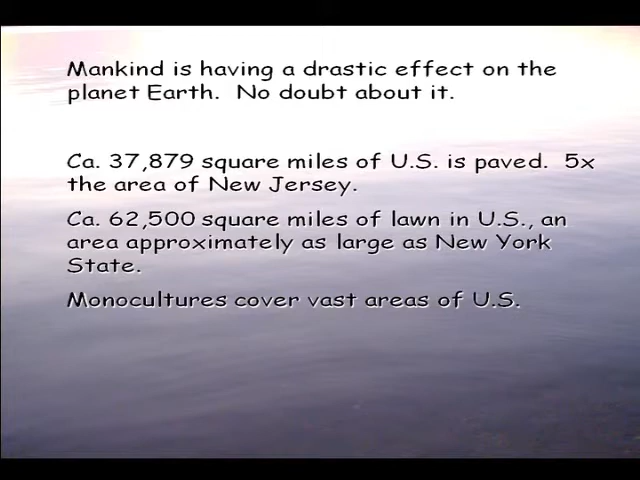 Mankind is having a drastic effect on the
planet Earth. No doubt about it.
Ca. 37,879 square miles of U.S. is paved. 5x
the area of New Jersey.
Ca. 62,500 square miles of lawn in U.S., an
area approximately as large as New York
State.
Monocultures cover vast areas of U.S.